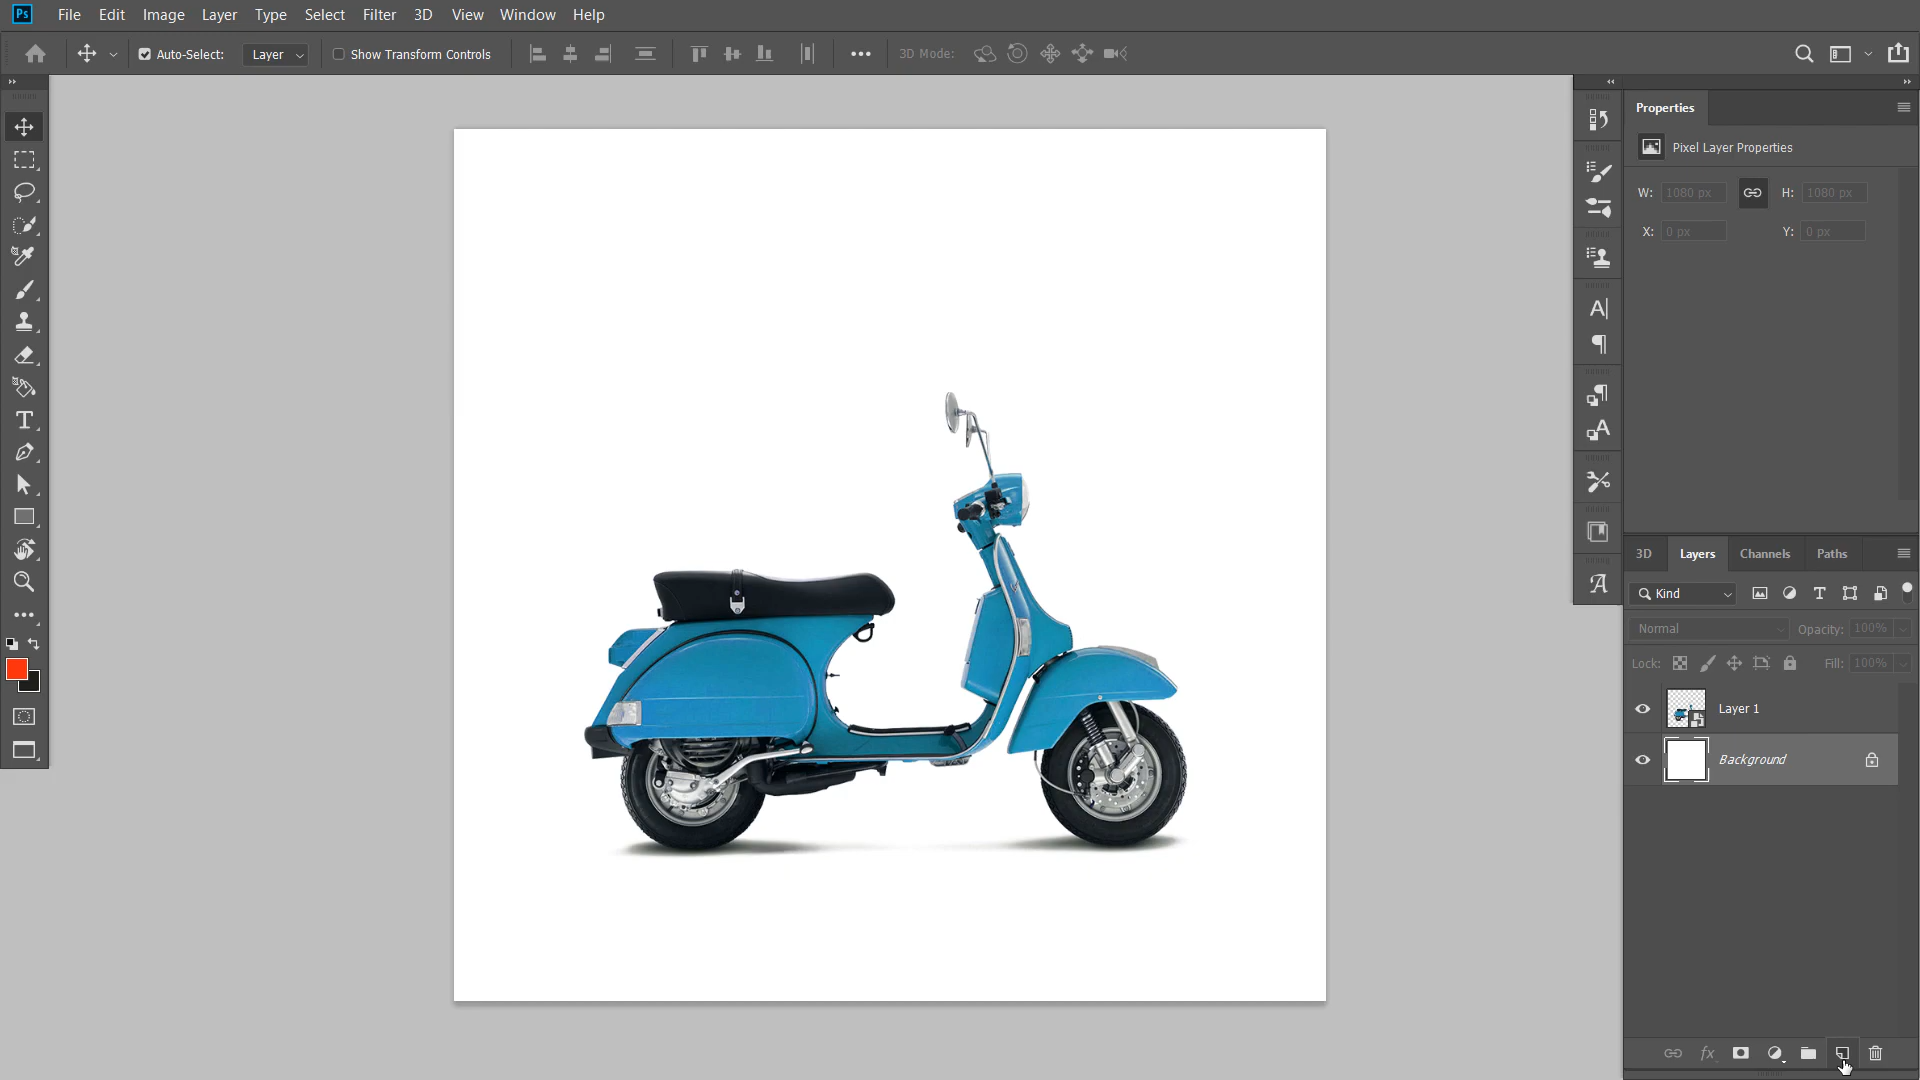 Ps File Edit Image Layer Type Select Filter 3D View Window Help
Auto-Select: Layer Show Transform Controls 3D Mode:
Properties
Pixel Layer Properties
W: 1080 px H: 1080 px
X: 0 px Y: 0 px
3D Layers Channels Paths
Kind
Normal Opacity: 100%
Lock: Fill: 100%
Layer 1
Background
fx